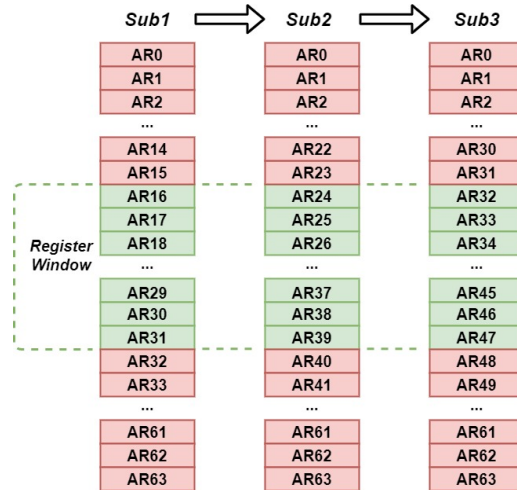 Sub1 Sub2 Sub3
AR0 AR0 AR0
AR1 AR1 AR1
AR2 AR2 AR2
... ... ...
AR14 AR22 AR30
AR15 AR23 AR31
AR16 AR24 AR32
AR17 AR25 AR33
AR18 AR26 AR34
Register
Window
... ... ...
AR29 AR37 AR45
AR30 AR38 AR46
AR31 AR39 AR47
AR32 AR40 AR48
AR33 AR41 AR49
... ... ...
AR61 AR61 AR61
AR62 AR62 AR62
AR63 AR63 AR63